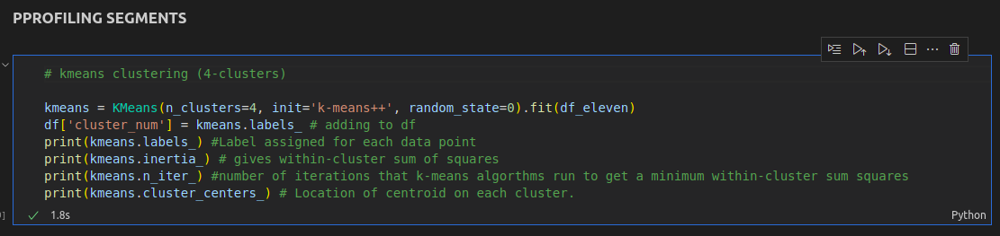 PPROFILING SEGMENTS
# kmeans clustering (4-clusters)
kmeans = KMeans(n_clusters=4, init='k-means++', random_state=0).fit(df_eleven)
df['cluster_num'] = kmeans.labels_ # adding to df
print(kmeans.labels_) #Label assigned for each data point
print(kmeans.inertia_) # gives within-cluster sum of squares
print(kmeans.n_iter_) #number of iterations that k-means algorthms run to get a minimum within-cluster sum squares
print(kmeans.cluster_centers_) # Location of centroid on each cluster.
]
1.8s
Python